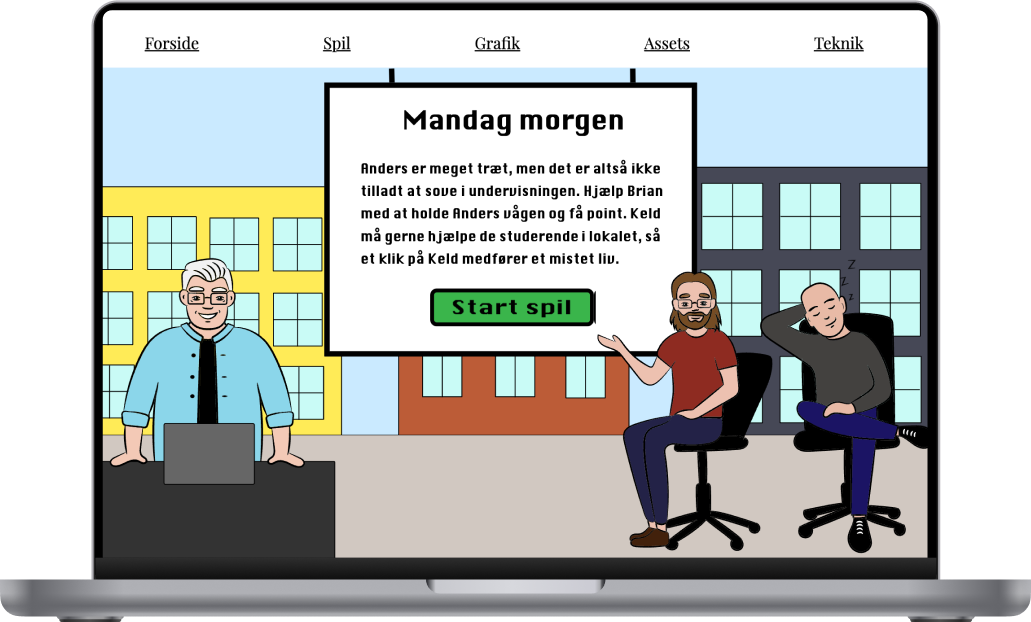 Forside Spil Grafik Assets Teknik
Mandag morgen
Anders er meget træt, men det er altså ikke
tilladt at sove i undervisningen. Hjælp Brian
med at holde Anders vågen og få point. Keld
må gerne hjælpe de studerende i lokalet, så
et klik på Keld medfører et mistet liv.
Start spil
Z
Z
Z